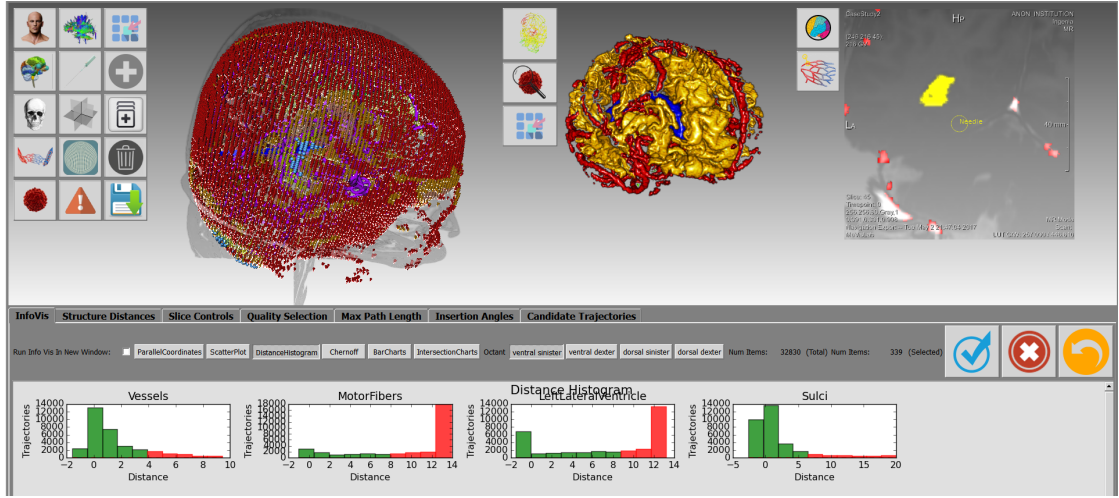 CaseStudy2
HP
ANON_INSTITUTION
Ingenia
MR
LA
Needle
InfoVis
Structure Distances
Slice Controls
Quality Selection
Max Path Length
Insertion Angles
Candidate Trajectories
Run Info Vis In New Window:
ParallelCoordinates
ScatterPlot
DistanceHistogram
Chernoff
BarCharts
IntersectionCharts
Octant
ventral sinister
ventral dexter
dorsal sinister
dorsal dexter
Num Items: 32830 (Total) Num Items: 339 (Selected)
Distance Histogram
Vessels
Trajectories
14000
12000
10000
8000
6000
4000
2000
0
−2 0 2 4 6 8 10
Distance
MotorFibers
Trajectories
18000
16000
14000
12000
10000
8000
6000
4000
2000
0
−2 0 2 4 6 8 10 12 14
Distance
LeftLateralVentricle
Trajectories
14000
12000
10000
8000
6000
4000
2000
0
−2 0 2 4 6 8 10 12 14
Distance
Sulci
Trajectories
14000
12000
10000
8000
6000
4000
2000
0
−5 0 5 10 15 20
Distance